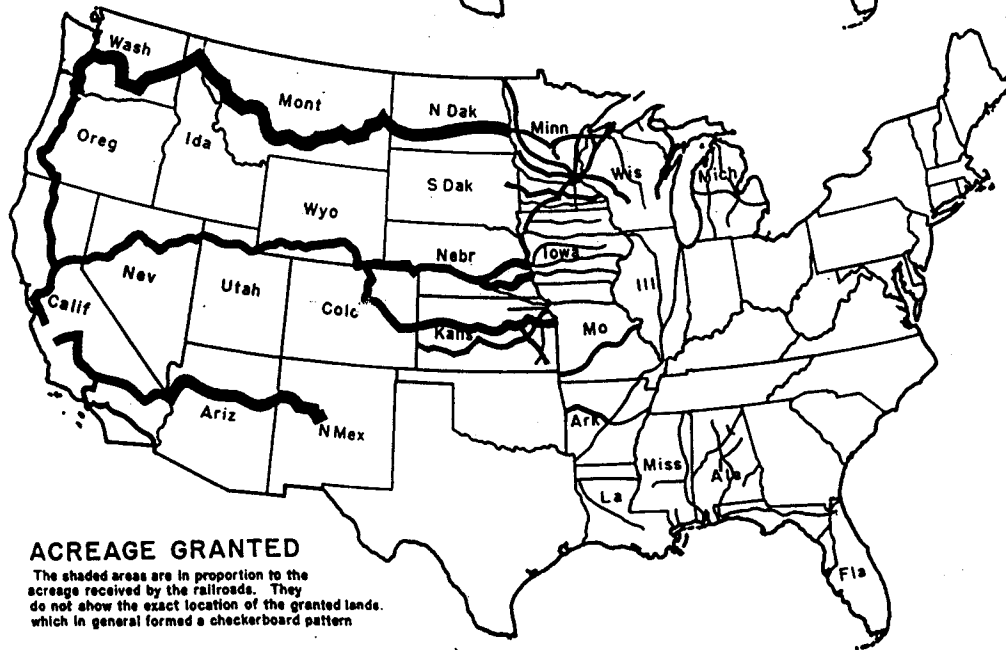 Wash
Mont
N Dak
Minn
Oreg
Ida
Wis
Mich
S Dak
Wyo
Nebr
Iowa
Nev
Utah
Ill
Calif
Colo
Kans
Mo
Ariz
N Mex
Ark
Miss
Ala
La
Fla
ACREAGE GRANTED
The shaded areas are in proportion to the
acreage received by the railroads. They
do not show the exact location of the granted lands.
which in general formed a checkerboard pattern